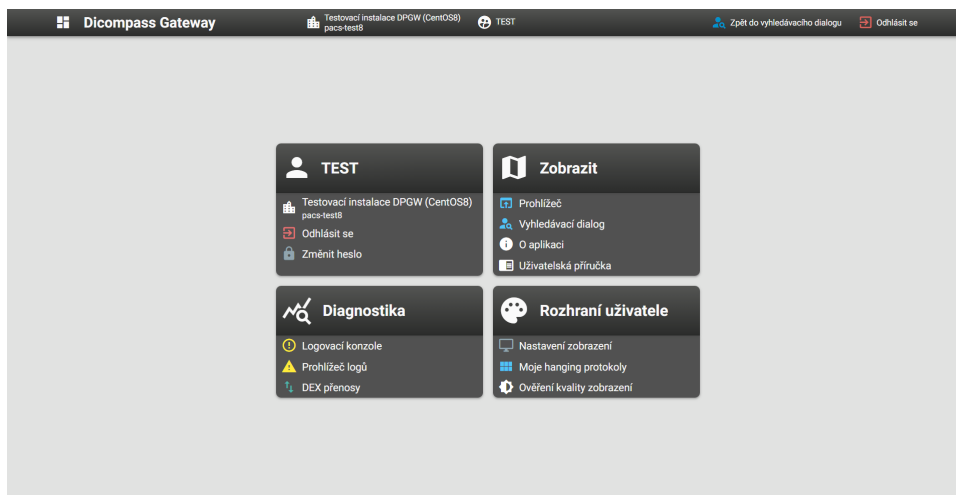 Dicompass Gateway
Testovací instalace DPGW (CentOS8)
pacs-test8
TEST
Zpět do vyhledávacího dialogu
Odhlásit se
TEST
Testovací instalace DPGW (CentOS8)
pacs-test8
Odhlásit se
Změnit heslo
Zobrazit
Prohlížeč
Vyhledávací dialog
O aplikaci
Uživatelská příručka
Diagnostika
Logovací konzole
Prohlížeč logů
DEX přenosy
Rozhraní uživatele
Nastavení zobrazení
Moje hanging protokoly
Ověření kvality zobrazení